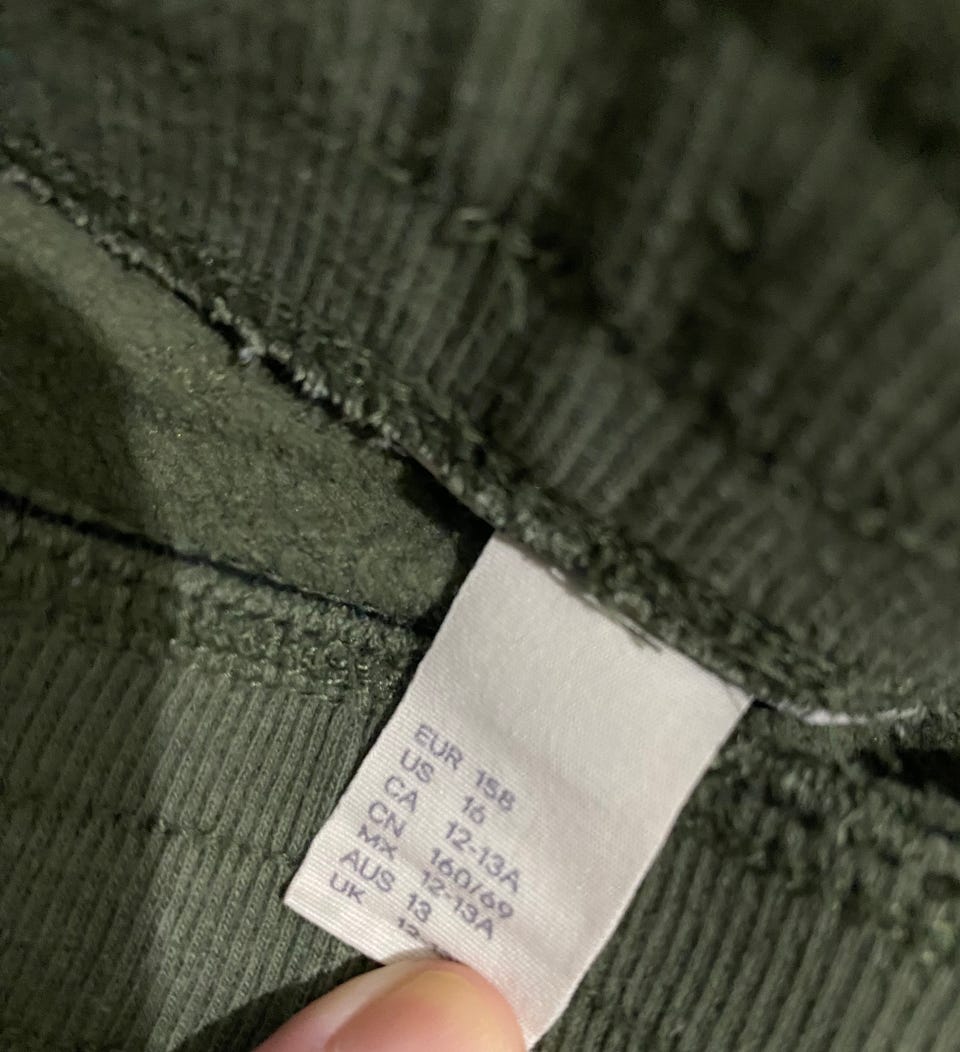 EUR 158
US 16
CA 12-13A
CN 160/69
MX 12-13A
AUS 13
UK